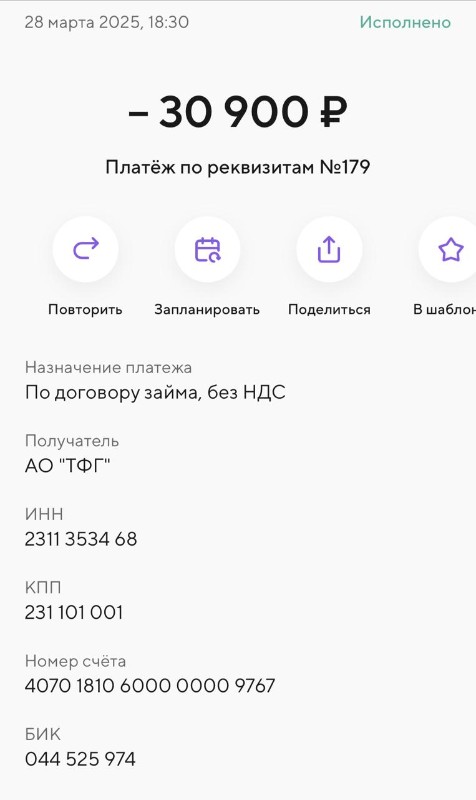 28 марта 2025, 18:30 Исполнено
– 30 900 ₽
Платёж по реквизитам №179
Повторить Запланировать Поделиться В шаблон
Назначение платежа
По договору займа, без НДС
Получатель
АО "ТФГ"
ИНН
2311 3534 68
КПП
231 101 001
Номер счёта
4070 1810 6000 0000 9767
БИК
044 525 974